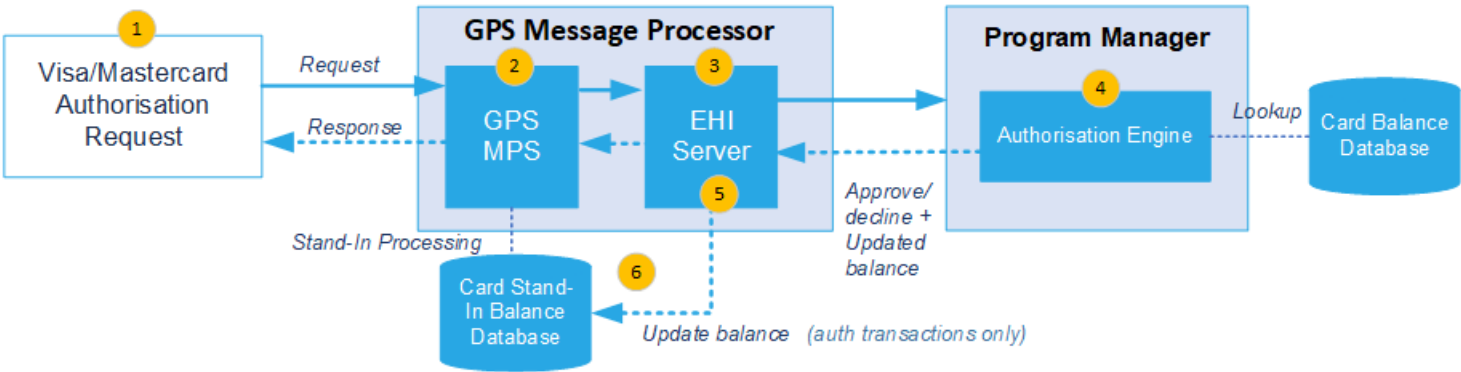 1
Visa/Mastercard
Authorisation
Request
Request
Response
GPS Message Processor
2
GPS
MPS
3
EHI
Server
5
Program Manager
4
Authorisation Engine
Lookup
Card Balance
Database
Approve/
decline +
Updated
balance
Stand-In Processing
6
Card Stand-
In Balance
Database
Update balance (auth transactions only)